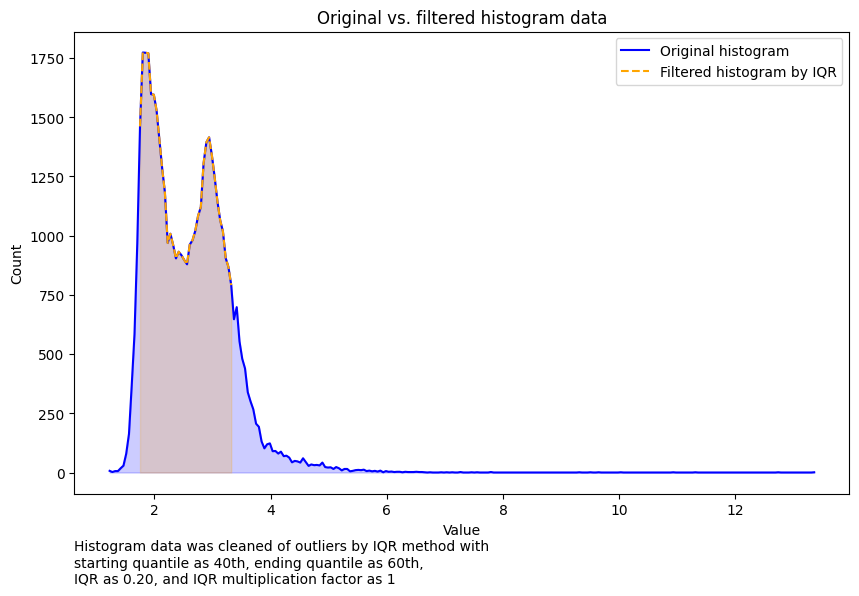 Original vs. filtered histogram data
Original histogram
Filtered histogram by IQR
1750
1500
1250
1000
750
500
250
0
Count
2
4
6
8
10
12
Value
Histogram data was cleaned of outliers by IQR method with
starting quantile as 40th, ending quantile as 60th,
IQR as 0.20, and IQR multiplication factor as 1